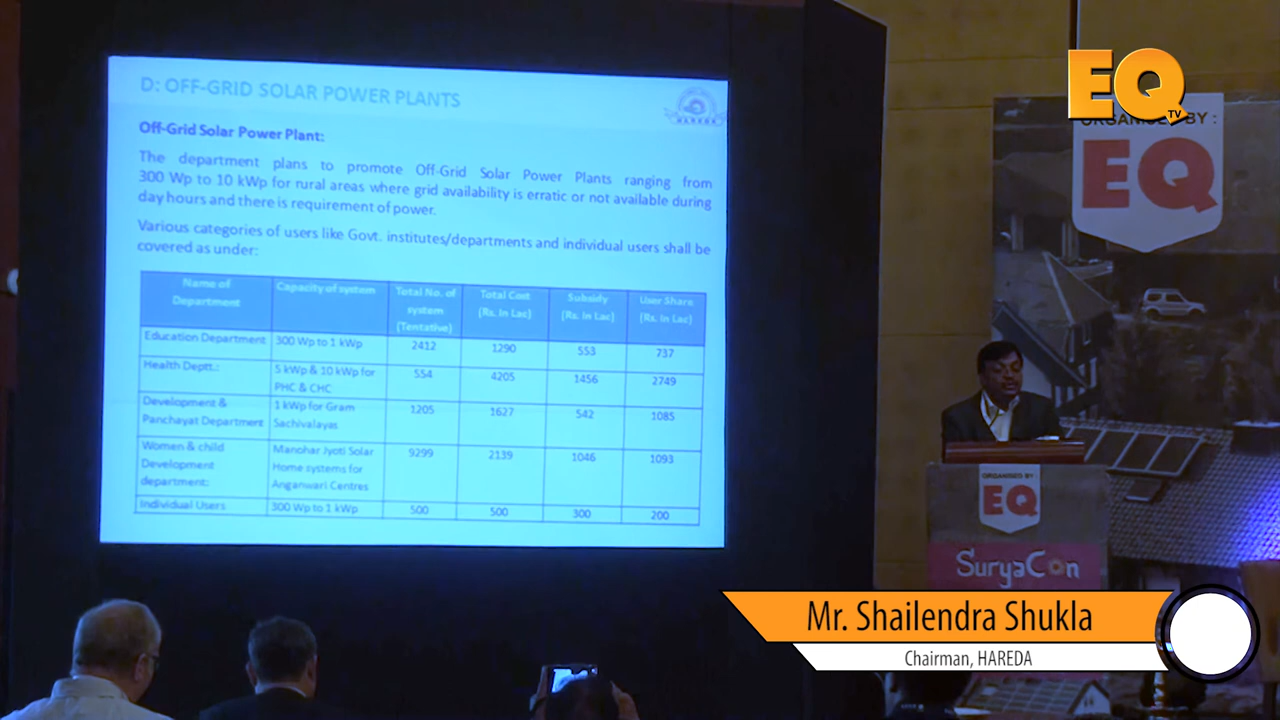 D: OFF-GRID SOLAR POWER PLANTS
HAREDA
Off-Grid Solar Power Plant:
The department plans to promote Off-Grid Solar Power Plants ranging from
300 Wp to 10 kWp for rural areas where grid availability is erratic or not available during
day hours and there is requirement of power.
Various categories of users like Govt. institutes/departments and individual users shall be
covered as under:
Name of Department | Capacity of system | Total No. of system (Tentative) | Total Cost (Rs. In Lac) | Subsidy (Rs. In Lac) | User Share (Rs. In Lac)
Education Department | 300 Wp to 1 kWp | 2412 | 1290 | 553 | 737
Health Deptt.: | 5 kWp & 10 kWp for PHC & CHC | 554 | 4205 | 1456 | 2749
Development & Panchayat Department | 1 kWp for Gram Sachivalayas | 1205 | 1627 | 542 | 1085
Women & child Development department: | Manohar Jyoti Solar Home systems for Anganwari Centres | 9299 | 2139 | 1046 | 1093
Individual Users | 300 Wp to 1 kWp | 500 | 500 | 300 | 200
EQ
TV
ORGANISED BY :
EQ
ORGANISED BY
EQ
SuryaCon
Mr. Shailendra Shukla
Chairman, HAREDA